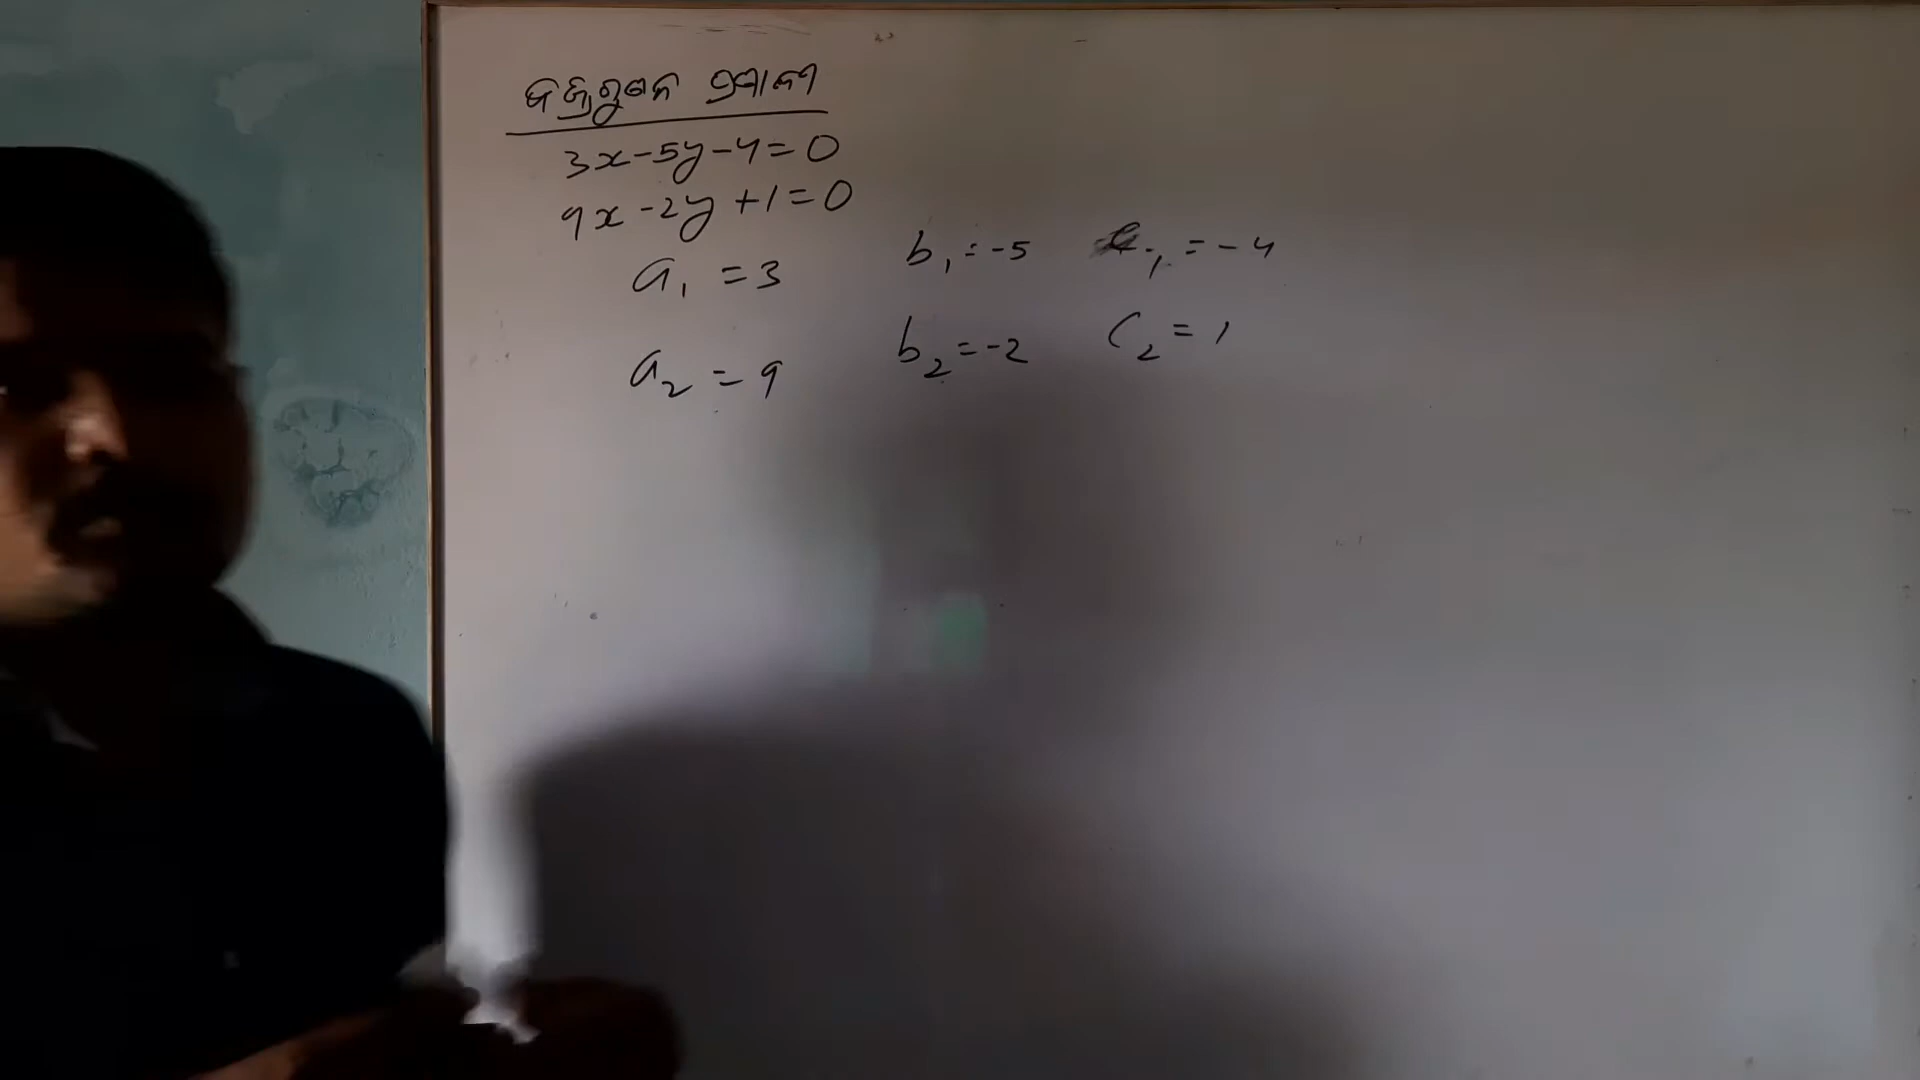 ବଜ୍ରଗୁଣନ ପ୍ରଣାଳୀ
3x-5y-4=0
9x-2y+1=0
a₁ =3 b₁=-5 c₁=-4
a₂=9 b₂=-2 c₂=1